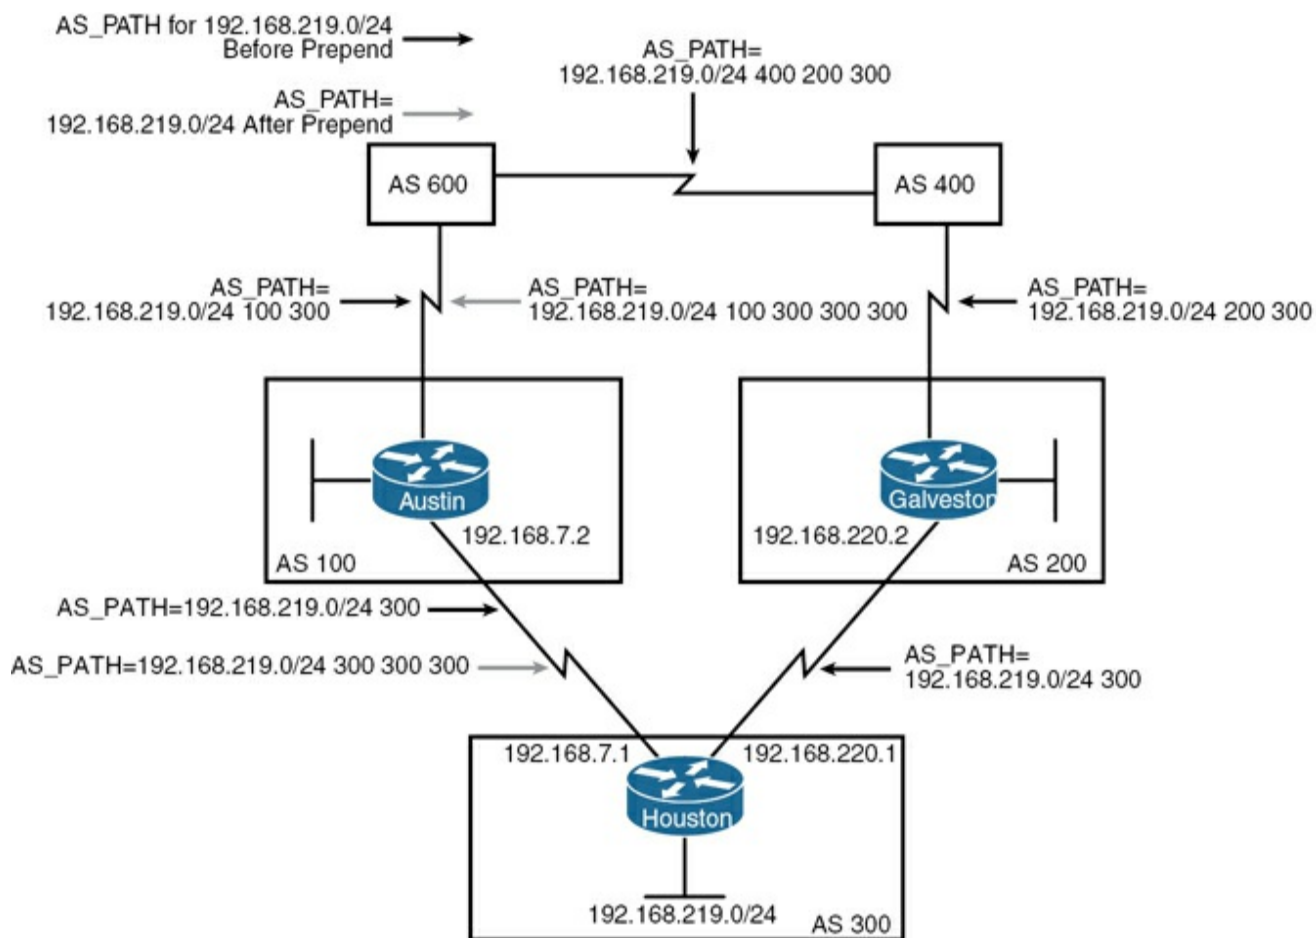 AS_PATH for 192.168.219.0/24
Before Prepend
AS_PATH=
192.168.219.0/24 After Prepend
AS_PATH=
192.168.219.0/24 400 200 300
AS 600
AS 400
AS_PATH=
192.168.219.0/24 100 300
AS_PATH=
192.168.219.0/24 100 300 300 300
AS_PATH=
192.168.219.0/24 200 300
Austin
192.168.7.2
AS 100
Galveston
192.168.220.2
AS 200
AS_PATH=192.168.219.0/24 300
AS_PATH=192.168.219.0/24 300 300 300
AS_PATH=
192.168.219.0/24 300
192.168.7.1
192.168.220.1
Houston
192.168.219.0/24
AS 300